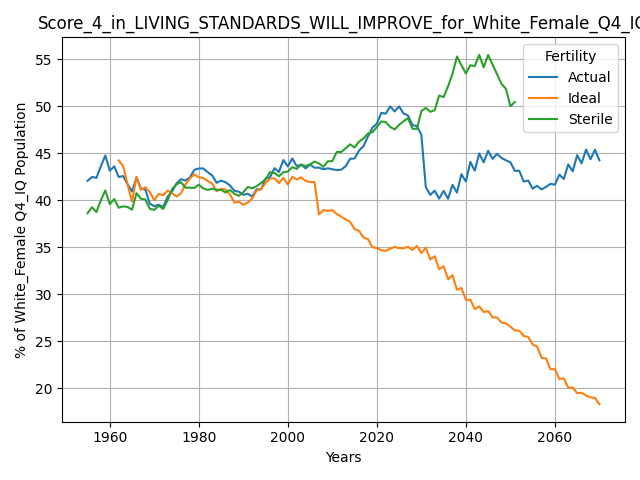 Score_4_in_LIVING_STANDARDS_WILL_IMPROVE_for_White_Female_Q4_IQ
Fertility
Actual
Ideal
Sterile
55
50
45
40
35
30
25
20
% of White_Female Q4_IQ Population
1960
1980
2000
2020
2040
2060
Years